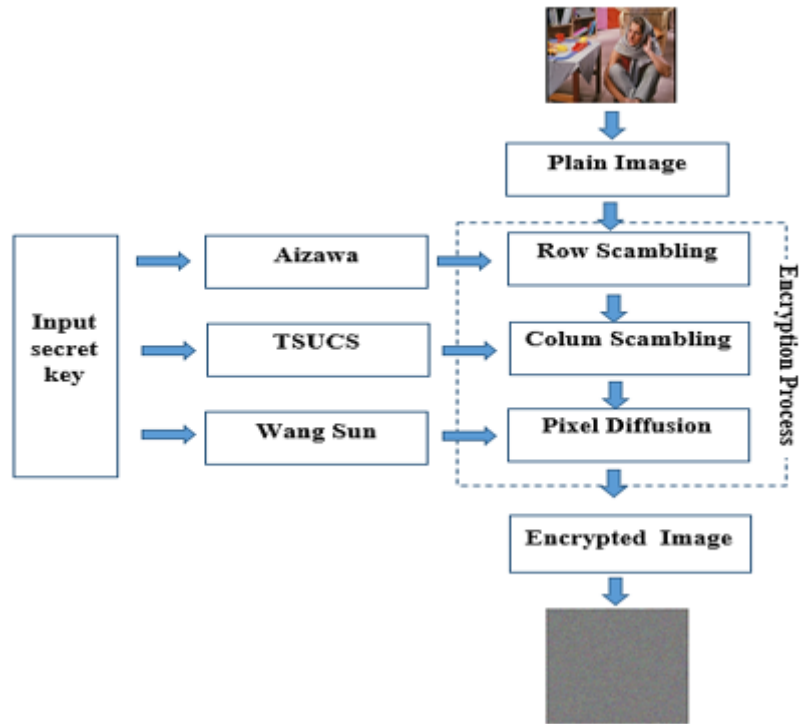 Plain Image
Input
secret
key
Aizawa
Row Scambling
TSUCS
Colum Scambling
Wang Sun
Pixel Diffusion
Encryption Process
Encrypted Image